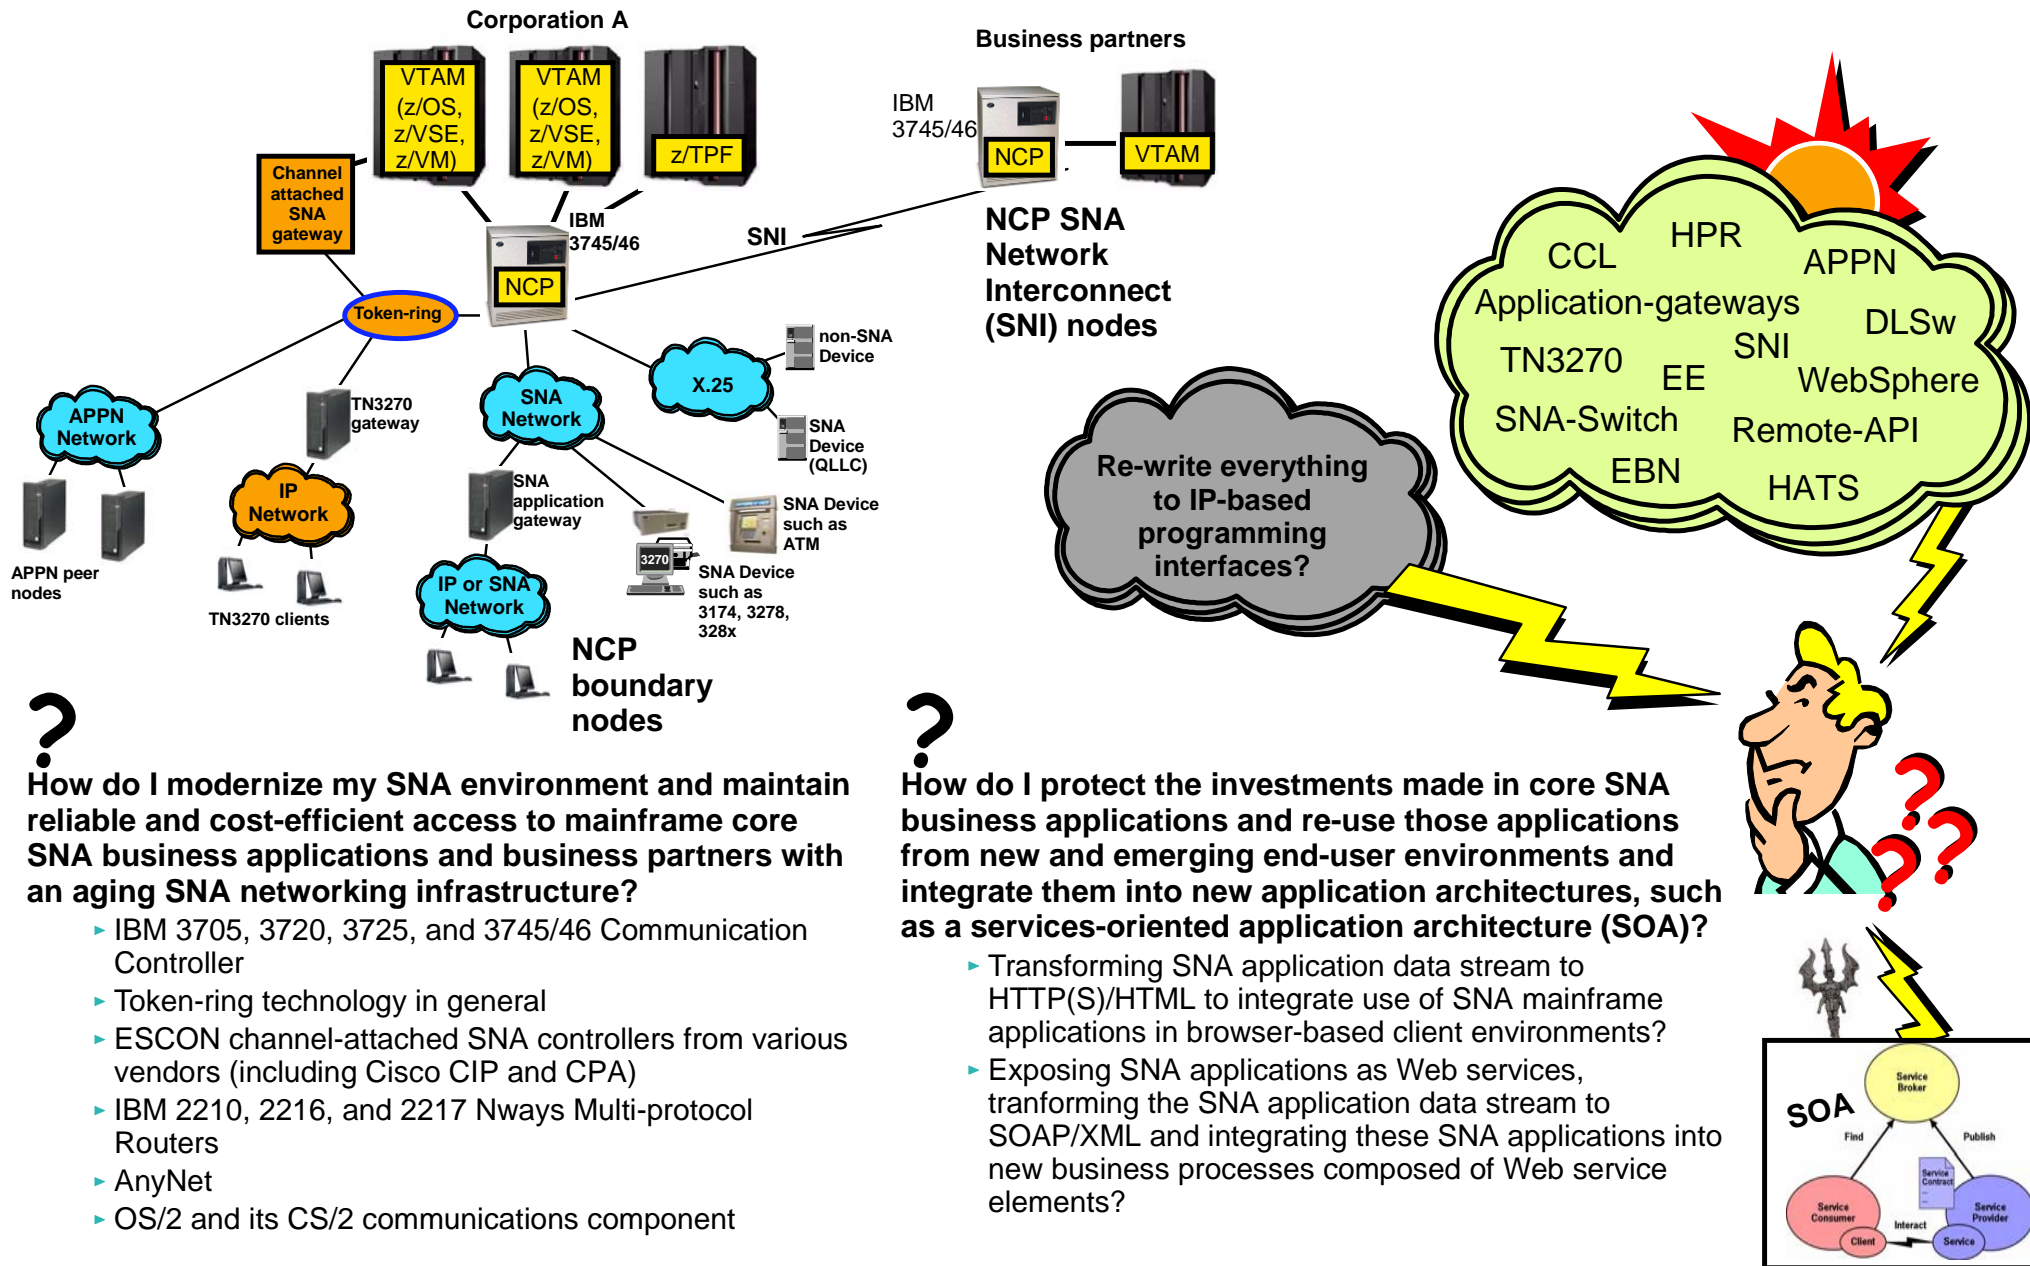 Corporation A
Business partners
VTAM
(z/OS,
z/VSE,
z/VM)
VTAM
(z/OS,
z/VSE,
z/VM)
z/TPF
IBM
3745/46
NCP
VTAM
Channel
attached
SNA
gateway
IBM
3745/46
NCP
SNI
NCP SNA
Network
Interconnect
(SNI) nodes
Token-ring
non-SNA
Device
X.25
SNA
Device
(QLLC)
APPN
Network
TN3270
gateway
SNA
Network
IP
Network
SNA
application
gateway
SNA Device
such as
ATM
3270
SNA Device
such as
3174, 3278,
328x
APPN peer
nodes
TN3270 clients
IP or SNA
Network
NCP
boundary
nodes
Re-write everything
to IP-based
programming
interfaces?
CCL
HPR
APPN
Application-gateways
DLSw
SNI
TN3270
EE
WebSphere
SNA-Switch
Remote-API
EBN
HATS
?
How do I modernize my SNA environment and maintain
reliable and cost-efficient access to mainframe core
SNA business applications and business partners with
an aging SNA networking infrastructure?
► IBM 3705, 3720, 3725, and 3745/46 Communication
Controller
► Token-ring technology in general
► ESCON channel-attached SNA controllers from various
vendors (including Cisco CIP and CPA)
► IBM 2210, 2216, and 2217 Nways Multi-protocol
Routers
► AnyNet
► OS/2 and its CS/2 communications component
?
How do I protect the investments made in core SNA
business applications and re-use those applications
from new and emerging end-user environments and
integrate them into new application architectures, such
as a services-oriented application architecture (SOA)?
► Transforming SNA application data stream to
HTTP(S)/HTML to integrate use of SNA mainframe
applications in browser-based client environments?
► Exposing SNA applications as Web services,
tranforming the SNA application data stream to
SOAP/XML and integrating these SNA applications into
new business processes composed of Web service
elements?
???
SOA
Service
Broker
Find
Publish
Service
Contract
Service
Consumer
Service
Provider
Interact
Client
Service